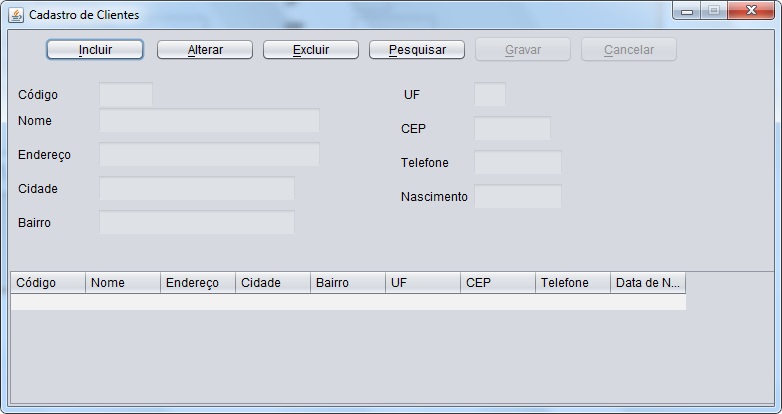 Cadastro de Clientes
Incluir Alterar Excluir Pesquisar Gravar Cancelar
Código UF
Nome
CEP
Endereço
Telefone
Cidade
Nascimento
Bairro
Código Nome Endereço Cidade Bairro UF CEP Telefone Data de N...